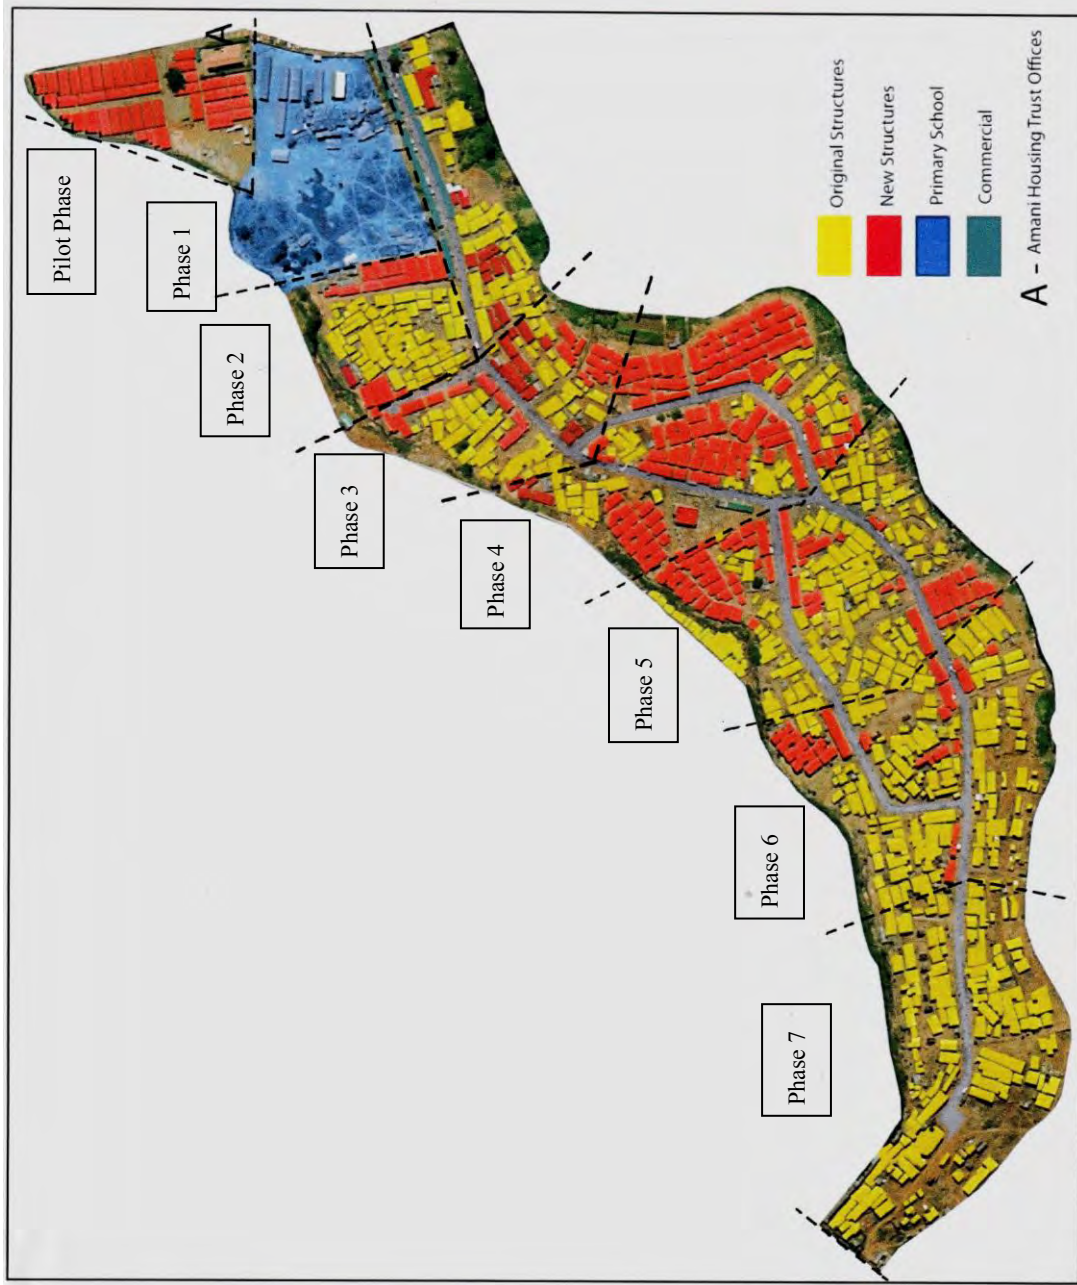 Pilot Phase
Phase 1
Phase 2
Phase 3
Phase 4
Phase 5
Phase 6
Phase 7
A
Original Structures
New Structures
Primary School
Commercial
A - Amani Housing Trust Offices